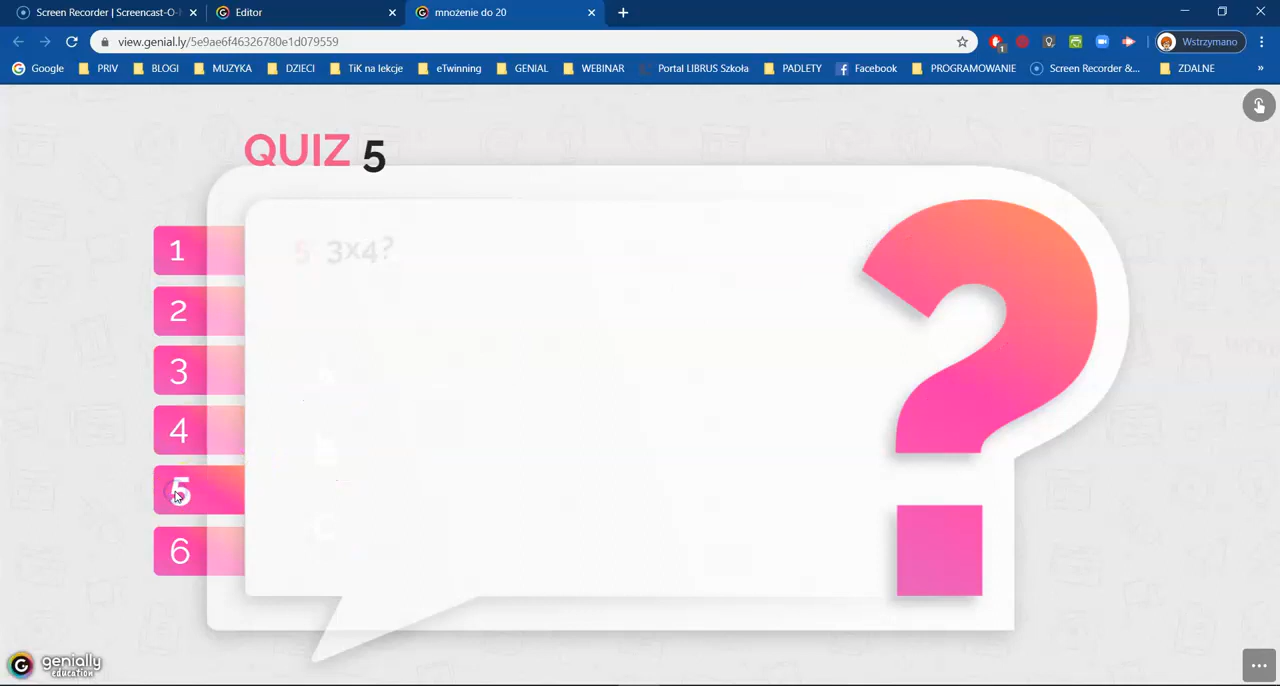 Screen Recorder | Screencast-O-
Editor
mnożenie do 20
view.genial.ly/5e9ae6f46326780e1d079559
1
Wstrzymano
Google PRIV BLOGI MUZYKA DZIECI TiK na lekcje eTwinning GENIAL WEBINAR Portal LIBRUS Szkoła PADLETY Facebook PROGRAMOWANIE Screen Recorder &... ZDALNE »
QUIZ 5
1
5 3x4?
2
3
4
5
6
?
genially
education